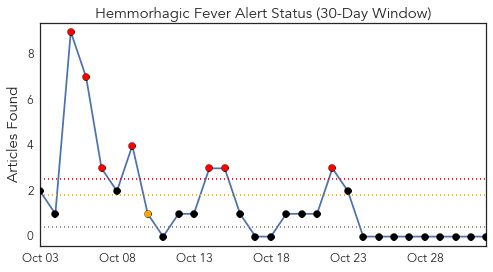 Hemmorhagic Fever Alert Status (30-Day Window)
Articles Found
8
6
4
2
0
Oct 03 Oct 08 Oct 13 Oct 18 Oct 23 Oct 28